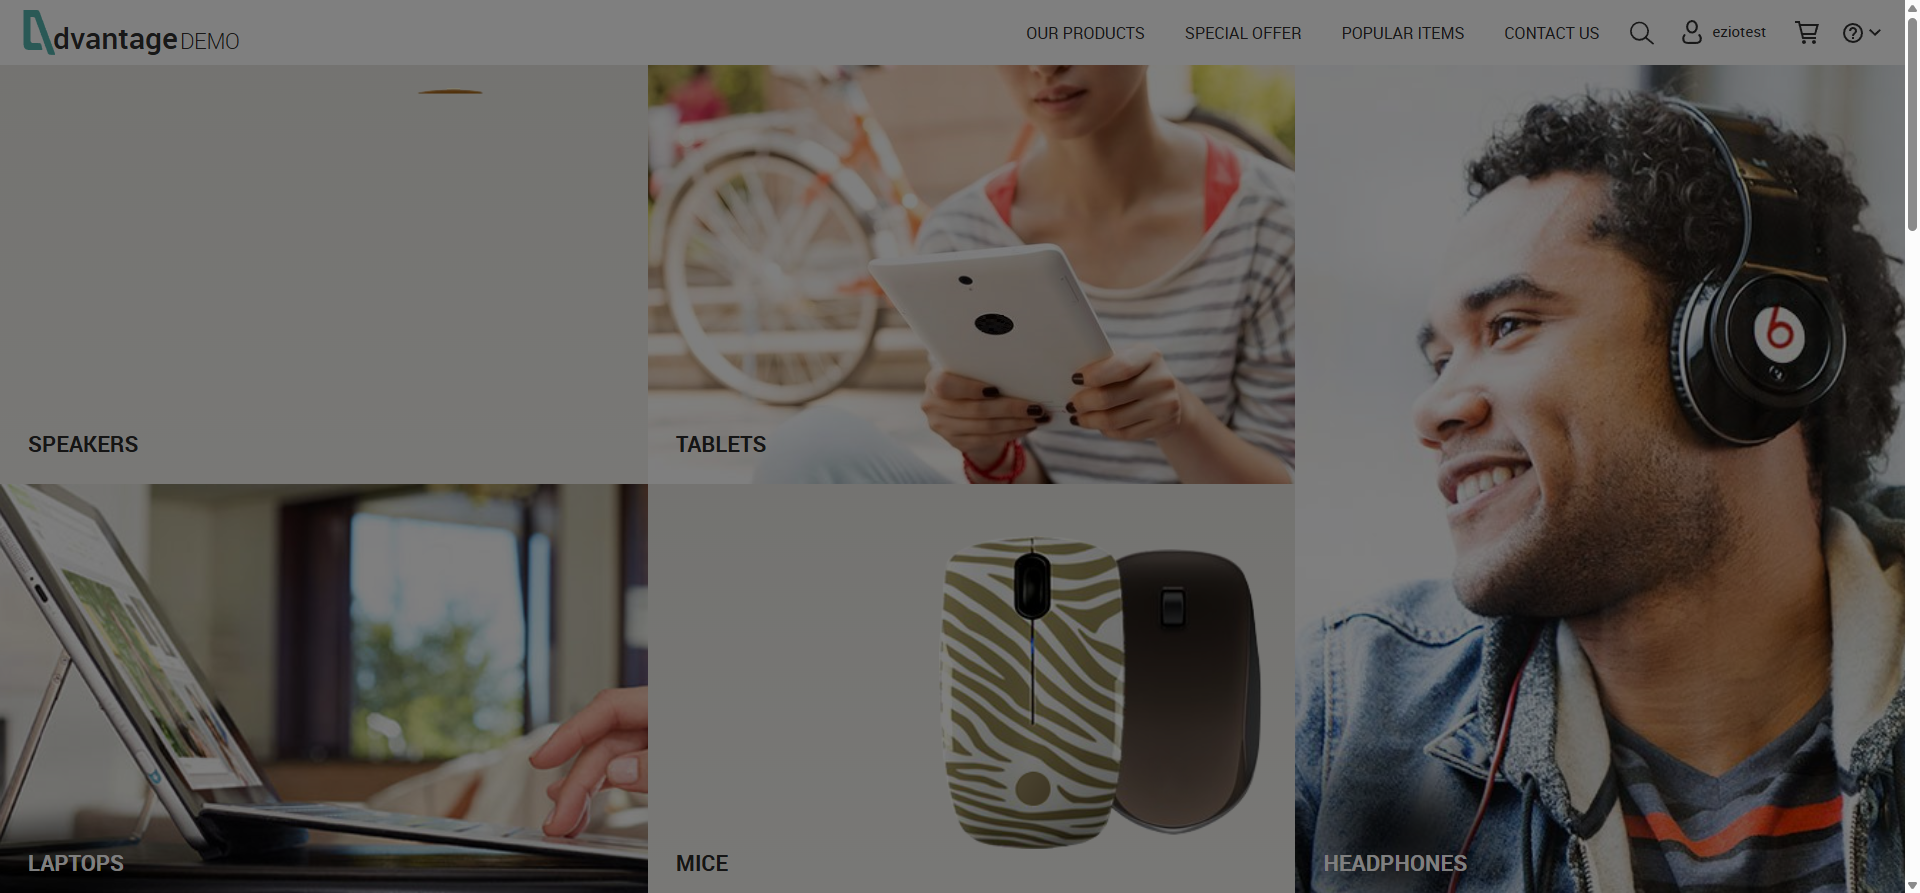 dvantage DEMO
OUR PRODUCTS
SPECIAL OFFER
POPULAR ITEMS
CONTACT US
eziotest
SPEAKERS
TABLETS
LAPTOPS
MICE
HEADPHONES